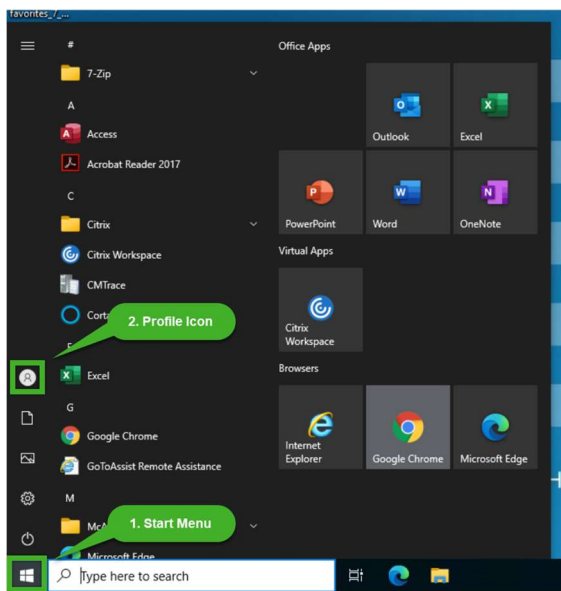 favorites_7_...
#
7-Zip
A
Access
Acrobat Reader 2017
C
Citrix
Citrix Workspace
CMTrace
2. Profile Icon
Excel
G
Google Chrome
GoToAssist Remote Assistance
M
1. Start Menu
Microsoft Edge
Type here to search
Office Apps
Outlook
Excel
PowerPoint
Word
OneNote
Virtual Apps
Citrix
Workspace
Browsers
Internet
Explorer
Google Chrome
Microsoft Edge